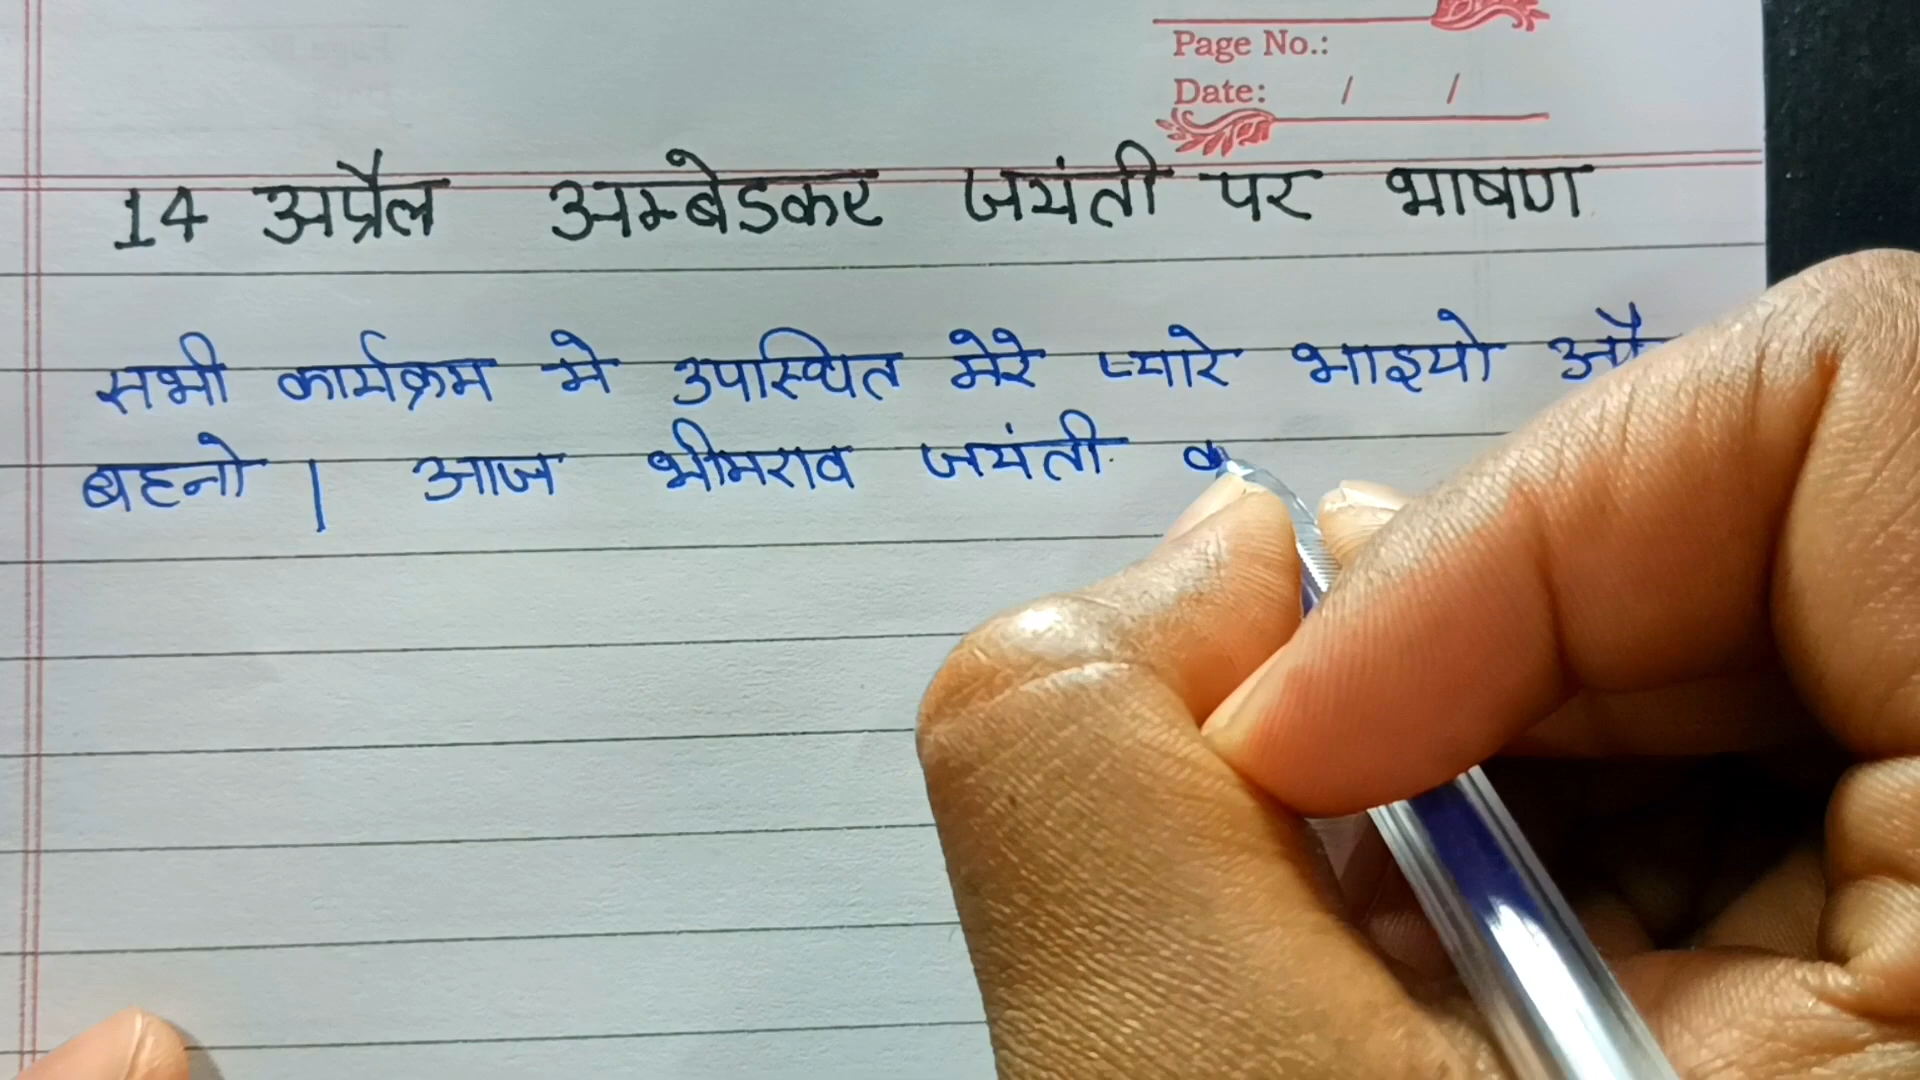 Page No.:
Date: / /
14 अप्रैल अम्बेडकर जयंती पर भाषण
सभी कार्यक्रम मे उपस्थित मेरे प्यारे भाइयो
बहनो | आज भीमराव जयंती